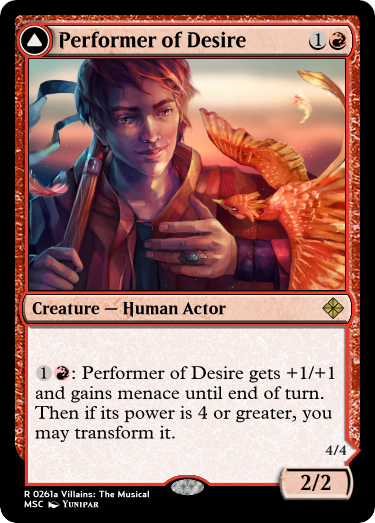 Performer of Desire 1
Creature — Human Actor
1 : Performer of Desire gets +1/+1
and gains menace until end of turn.
Then if its power is 4 or greater, you
may transform it.
4/4
2/2
R 0261a Villains: The Musical
MSC Yunipar